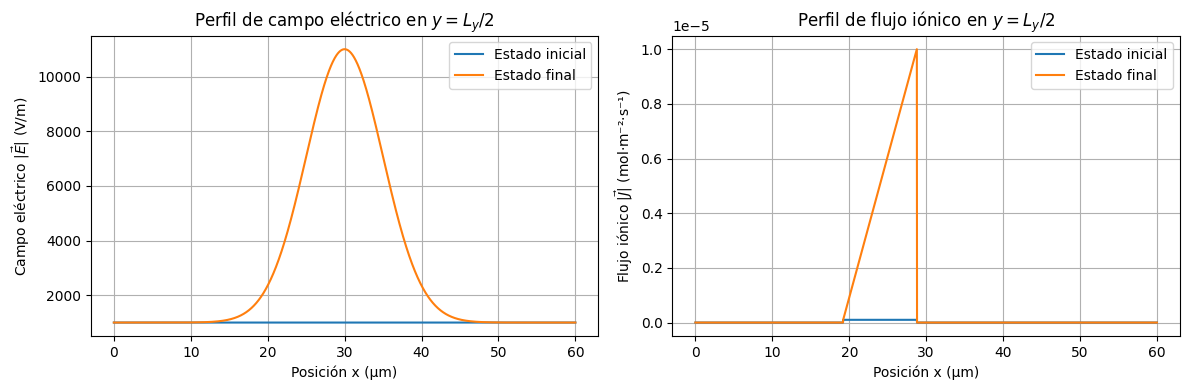 Perfil de campo eléctrico en $y = L_y/2$
Campo eléctrico $|\vec{E}|$ (V/m)
10000
8000
6000
4000
2000
0 10 20 30 40 50 60
Posición x (µm)
Estado inicial
Estado final
Perfil de flujo iónico en $y = L_y/2$
1e−5
Flujo iónico $|\vec{J}|$ (mol·m⁻²·s⁻¹)
1.0
0.8
0.6
0.4
0.2
0.0
0 10 20 30 40 50 60
Posición x (µm)
Estado inicial
Estado final